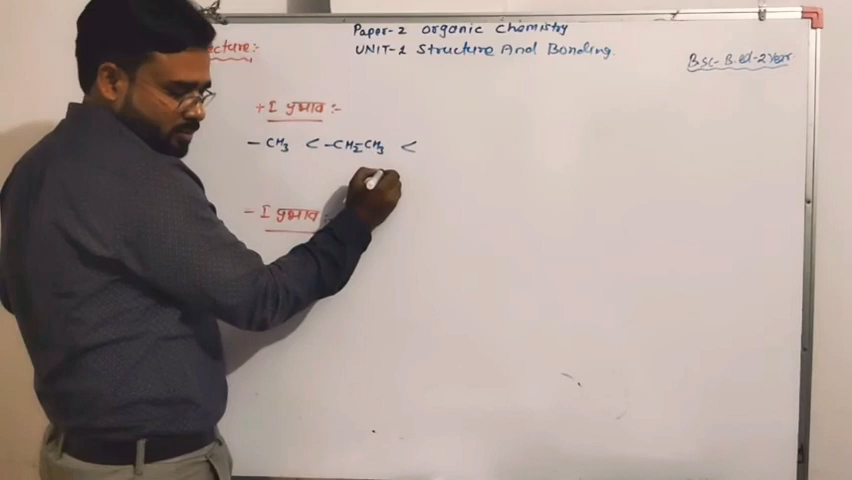 Paper-2 organic chemistry
UNIT-1 Structure And Bonding.
BSC-B.ed-2Year
cture:-
+I प्रभाव :-
- CH3 < -CH2CH3 <
- I प्रभाव :-